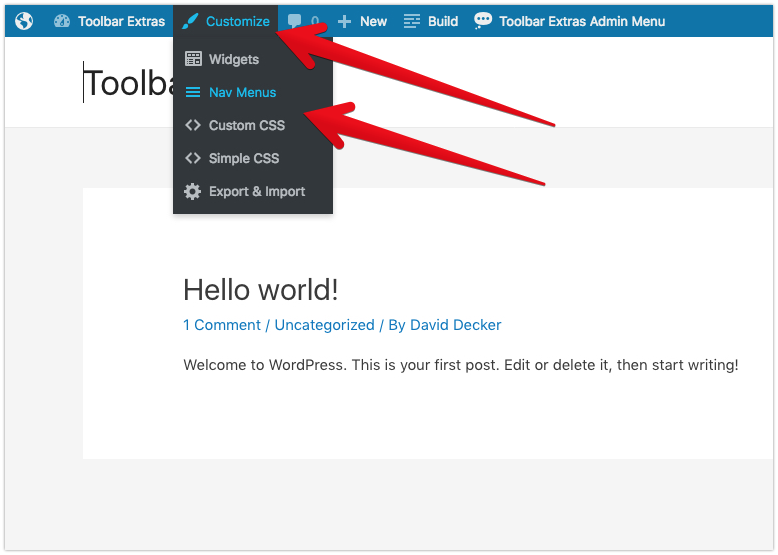 Toolbar Extras Customize 0 New Build Toolbar Extras Admin Menu
Widgets
Toolba
Nav Menus
Custom CSS
Simple CSS
Export & Import
Hello world!
1 Comment / Uncategorized / By David Decker
Welcome to WordPress. This is your first post. Edit or delete it, then start writing!